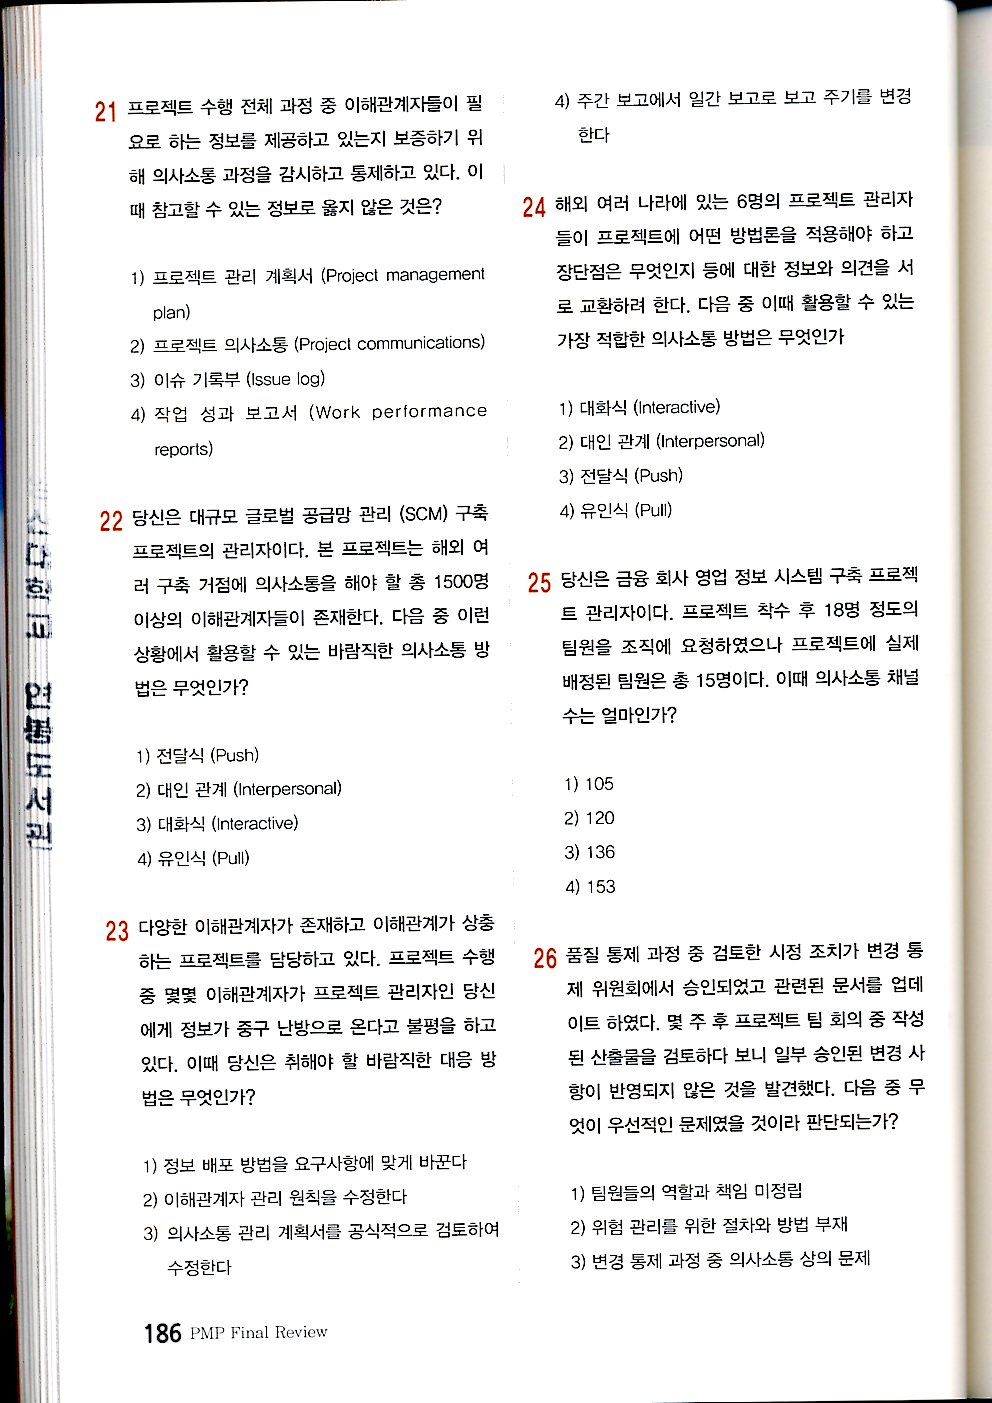 21 프로젝트 수행 전체 과정 중 이해관계자들이 필
요로 하는 정보를 제공하고 있는지 보증하기 위
해 의사소통 과정을 감시하고 통제하고 있다. 이
때 참고할 수 있는 정보로 옳지 않은 것은?
1) 프로젝트 관리 계획서 (Project management
plan)
2) 프로젝트 의사소통 (Project communications)
3) 이슈 기록부 (Issue log)
4) 작업 성과 보고서 (Work performance
reports)
22 당신은 대규모 글로벌 공급망 관리 (SCM) 구축
프로젝트의 관리자이다. 본 프로젝트는 해외 여
러 구축 거점에 의사소통을 해야 할 총 1500명
이상의 이해관계자들이 존재한다. 다음 중 이런
상황에서 활용할 수 있는 바람직한 의사소통 방
법은 무엇인가?
1) 전달식 (Push)
2) 대인 관계 (Interpersonal)
3) 대화식 (Interactive)
4) 유인식 (Pull)
23 다양한 이해관계자가 존재하고 이해관계가 상충
하는 프로젝트를 담당하고 있다. 프로젝트 수행
중 몇몇 이해관계자가 프로젝트 관리자인 당신
에게 정보가 중구 난방으로 온다고 불평을 하고
있다. 이때 당신은 취해야 할 바람직한 대응 방
법은 무엇인가?
1) 정보 배포 방법을 요구사항에 맞게 바꾼다
2) 이해관계자 관리 원칙을 수정한다
3) 의사소통 관리 계획서를 공식적으로 검토하여
수정한다
4) 주간 보고에서 일간 보고로 보고 주기를 변경
한다
24 해외 여러 나라에 있는 6명의 프로젝트 관리자
들이 프로젝트에 어떤 방법론을 적용해야 하고
장단점은 무엇인지 등에 대한 정보와 의견을 서
로 교환하려 한다. 다음 중 이때 활용할 수 있는
가장 적합한 의사소통 방법은 무엇인가
1) 대화식 (Interactive)
2) 대인 관계 (Interpersonal)
3) 전달식 (Push)
4) 유인식 (Pull)
25 당신은 금융 회사 영업 정보 시스템 구축 프로젝
트 관리자이다. 프로젝트 착수 후 18명 정도의
팀원을 조직에 요청하였으나 프로젝트에 실제
배정된 팀원은 총 15명이다. 이때 의사소통 채널
수는 얼마인가?
1) 105
2) 120
3) 136
4) 153
26 품질 통제 과정 중 검토한 시정 조치가 변경 통
제 위원회에서 승인되었고 관련된 문서를 업데
이트 하였다. 몇 주 후 프로젝트 팀 회의 중 작성
된 산출물을 검토하다 보니 일부 승인된 변경 사
항이 반영되지 않은 것을 발견했다. 다음 중 무
엇이 우선적인 문제였을 것이라 판단되는가?
1) 팀원들의 역할과 책임 미정립
2) 위험 관리를 위한 절차와 방법 부재
3) 변경 통제 과정 중 의사소통 상의 문제
186 PMP Final Review
대학교
도서관